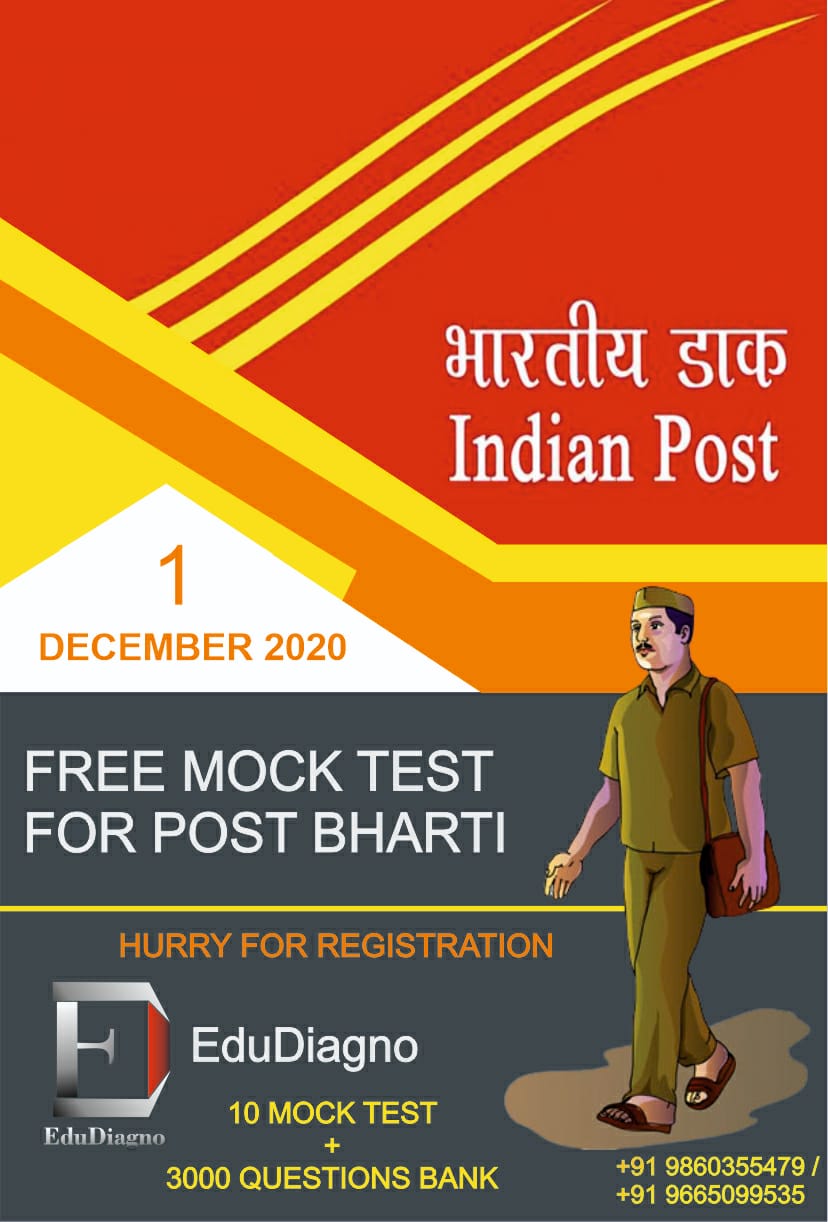 भारतीय डाक
Indian Post
1
DECEMBER 2020
FREE MOCK TEST
FOR POST BHARTI
HURRY FOR REGISTRATION
EduDiagno
EduDiagno
10 MOCK TEST
+
3000 QUESTIONS BANK
+91 9860355479 /
+91 9665099535